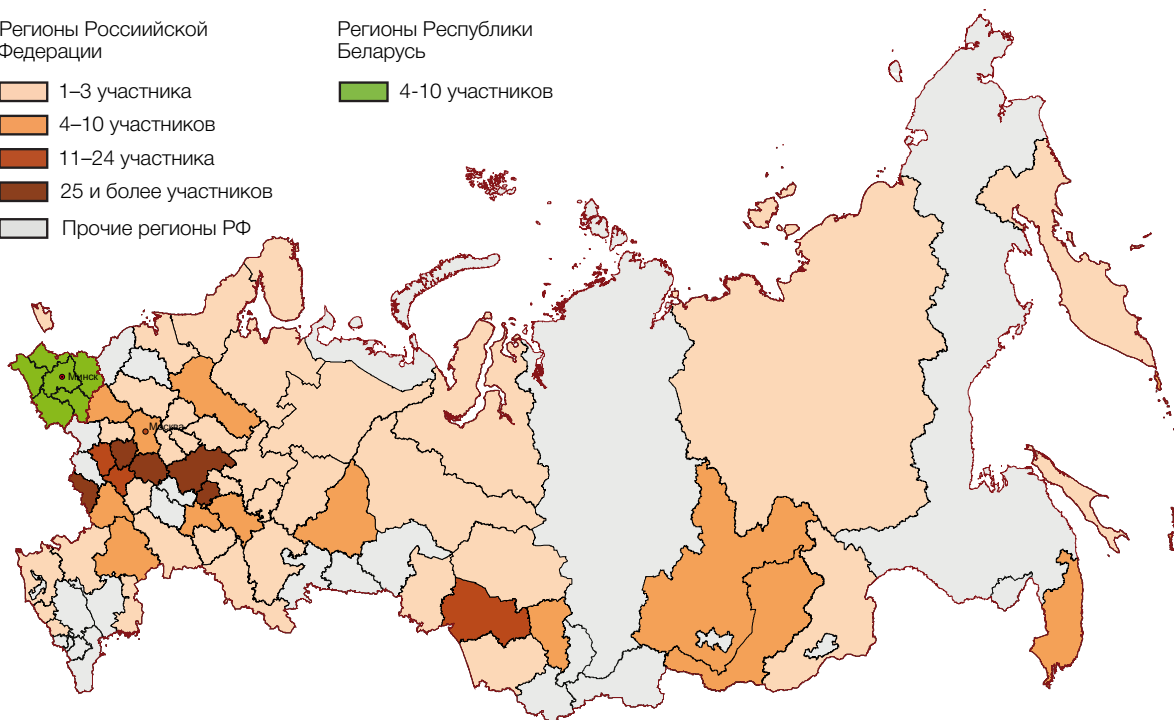 Регионы Россиийской
Федерации
1–3 участника
4–10 участников
11–24 участника
25 и более участников
Прочие регионы РФ
Регионы Республики
Беларусь
4-10 участников
Минск
Москва